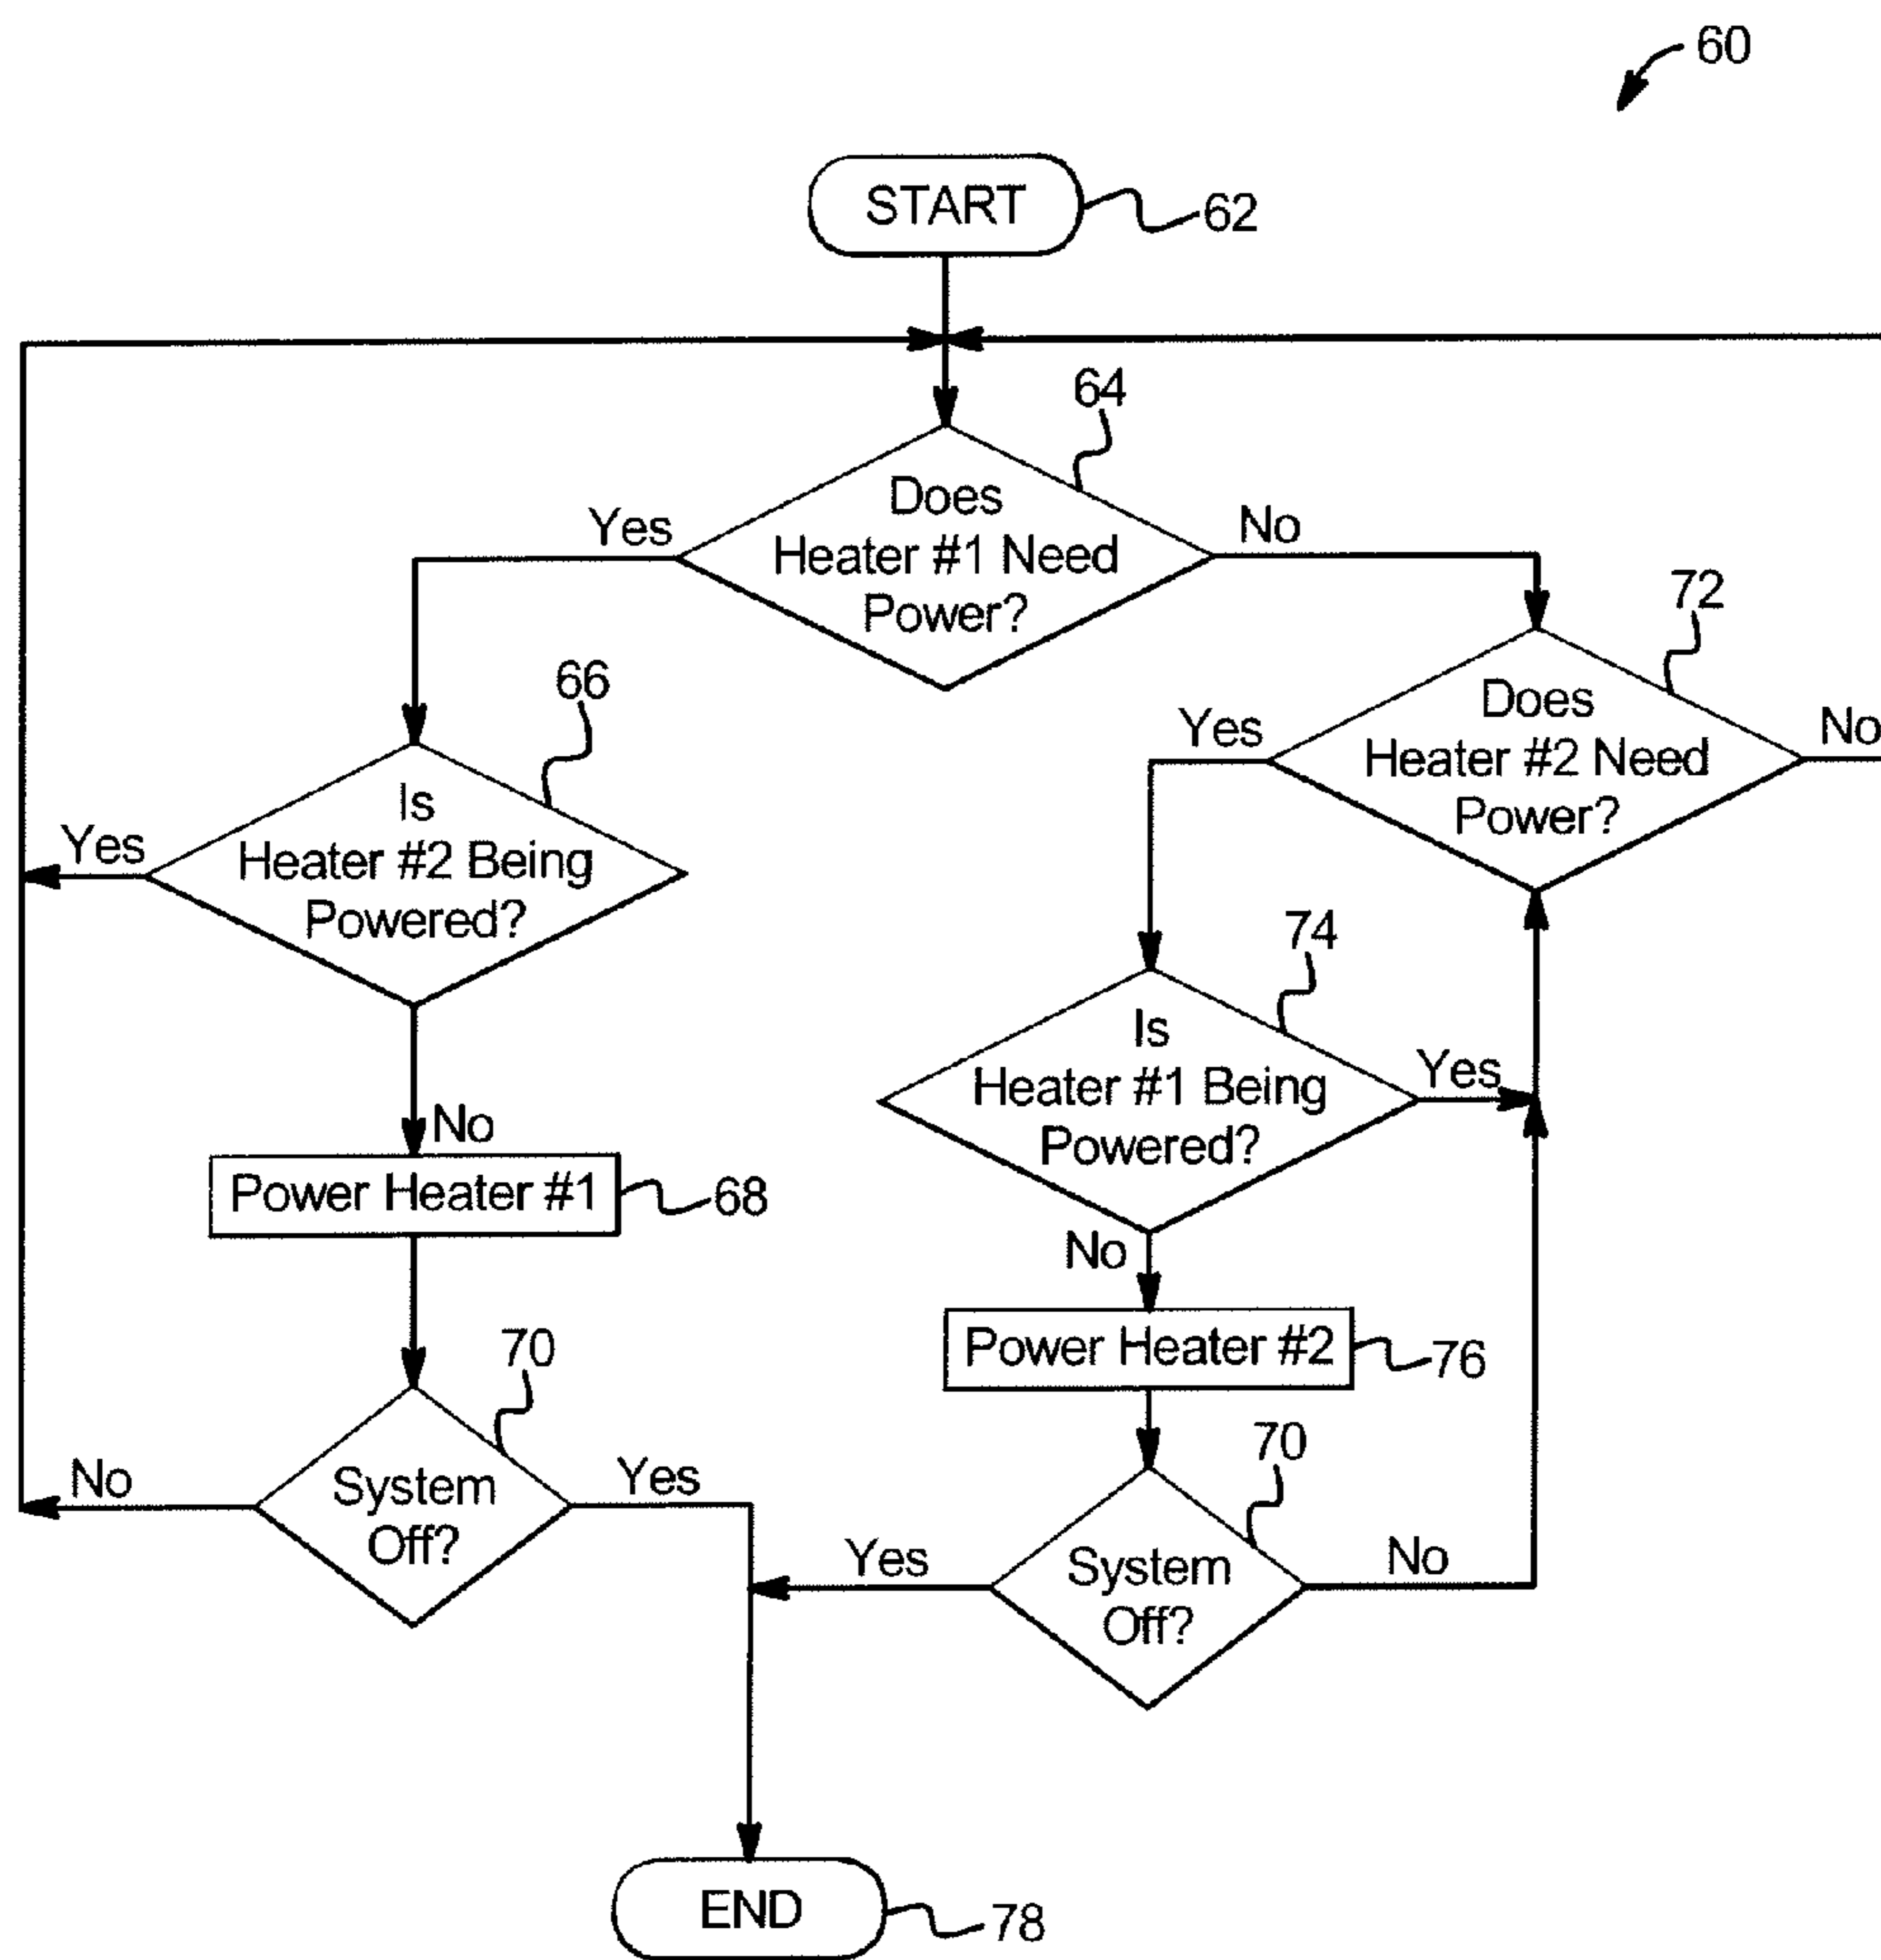 60
START
62
64
Does
Heater #1 Need
Power?
Yes
No
72
Does
Heater #2 Need
Power?
Yes
No
66
Is
Heater #2 Being
Powered?
Yes
No
74
Is
Heater #1 Being
Powered?
Yes
No
Power Heater #1
68
Power Heater #2
76
70
System
Off?
No
Yes
70
System
Off?
Yes
No
END
78